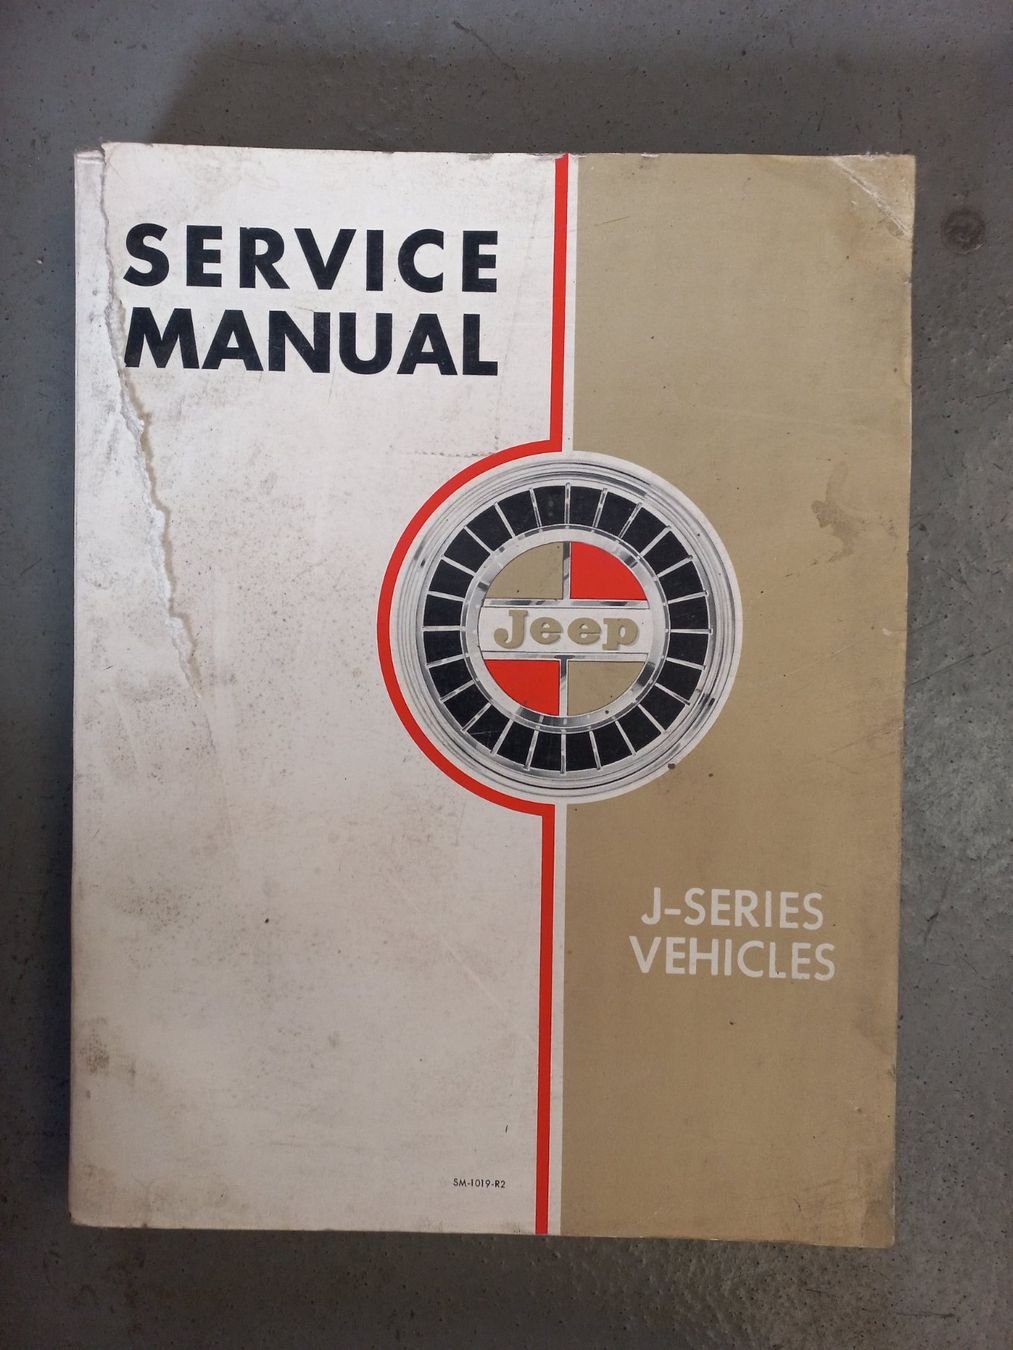 SERVICE
MANUAL
Jeep
J-SERIES
VEHICLES
SM-1019-R2